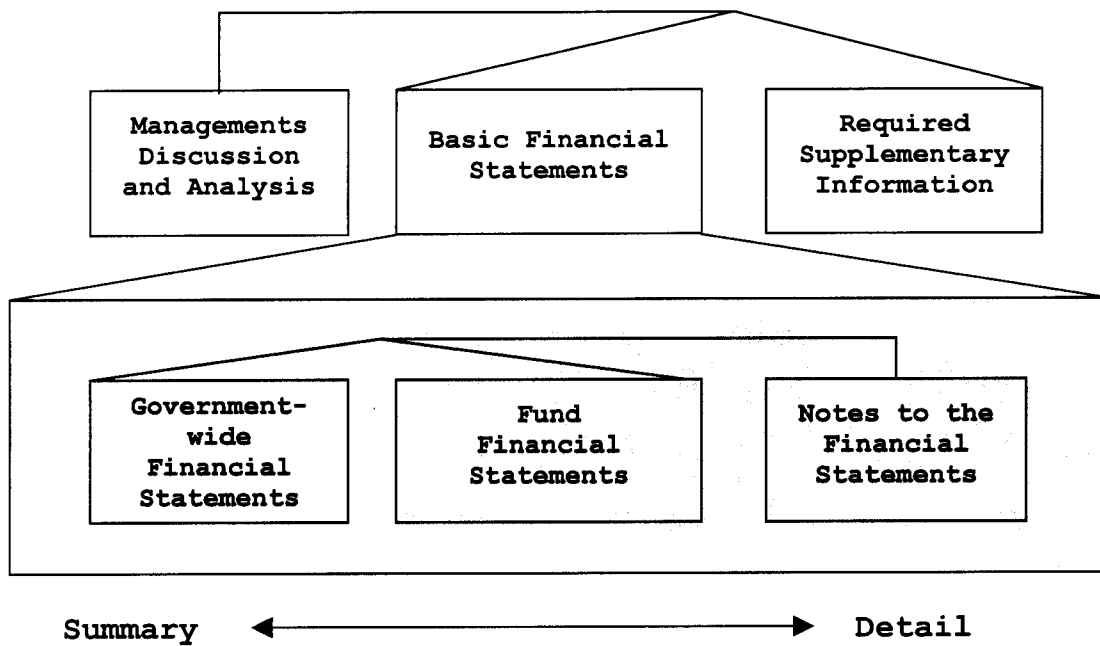 Managements
Discussion
and Analysis
Basic Financial
Statements
Required
Supplementary
Information
Government-
wide
Financial
Statements
Fund
Financial
Statements
Notes to the
Financial
Statements
Summary
Detail